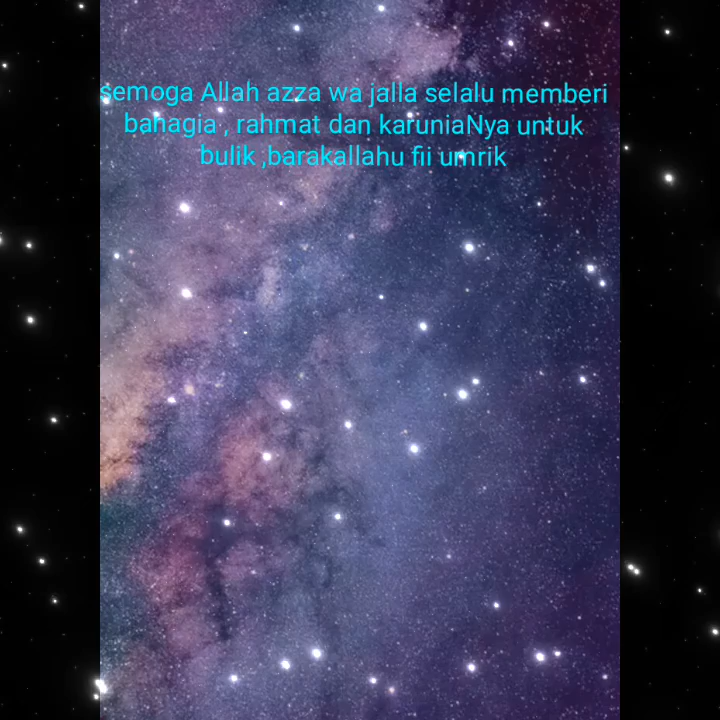 semoga Allah azza wa jalla selalu memberi
bahagia , rahmat dan karuniaNya untuk
bulik ,barakallahu fii umrik